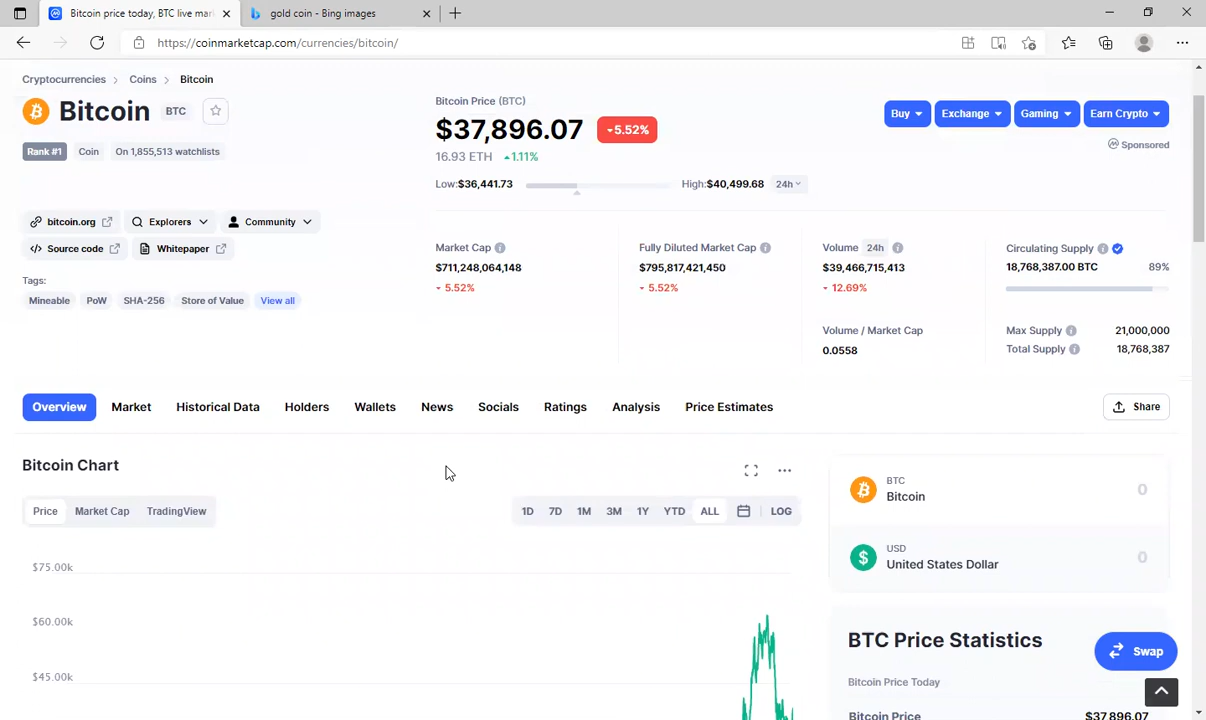 Bitcoin price today, BTC live mar
gold coin - Bing images
https://coinmarketcap.com/currencies/bitcoin/
Cryptocurrencies > Coins > Bitcoin
Bitcoin BTC
Rank #1 Coin On 1,855,513 watchlists
bitcoin.org Explorers Community
Source code Whitepaper
Tags:
Mineable PoW SHA-256 Store of Value View all
Bitcoin Price (BTC)
$37,896.07 5.52%
16.93 ETH 1.11%
Low:$36,441.73 High:$40,499.68 24h
Buy Exchange Gaming Earn Crypto
Sponsored
Market Cap
$711,248,064,148
5.52%
Fully Diluted Market Cap
$795,817,421,450
5.52%
Volume 24h
$39,466,715,413
12.69%
Volume / Market Cap
0.0558
Circulating Supply
18,768,387.00 BTC 89%
Max Supply 21,000,000
Total Supply 18,768,387
Overview Market Historical Data Holders Wallets News Socials Ratings Analysis Price Estimates Share
Bitcoin Chart
Price Market Cap TradingView
1D 7D 1M 3M 1Y YTD ALL LOG
$75.00k
$60.00k
$45.00k
BTC
Bitcoin 0
USD
United States Dollar 0
BTC Price Statistics
Swap
Bitcoin Price Today
Bitcoin Price $37,896.07